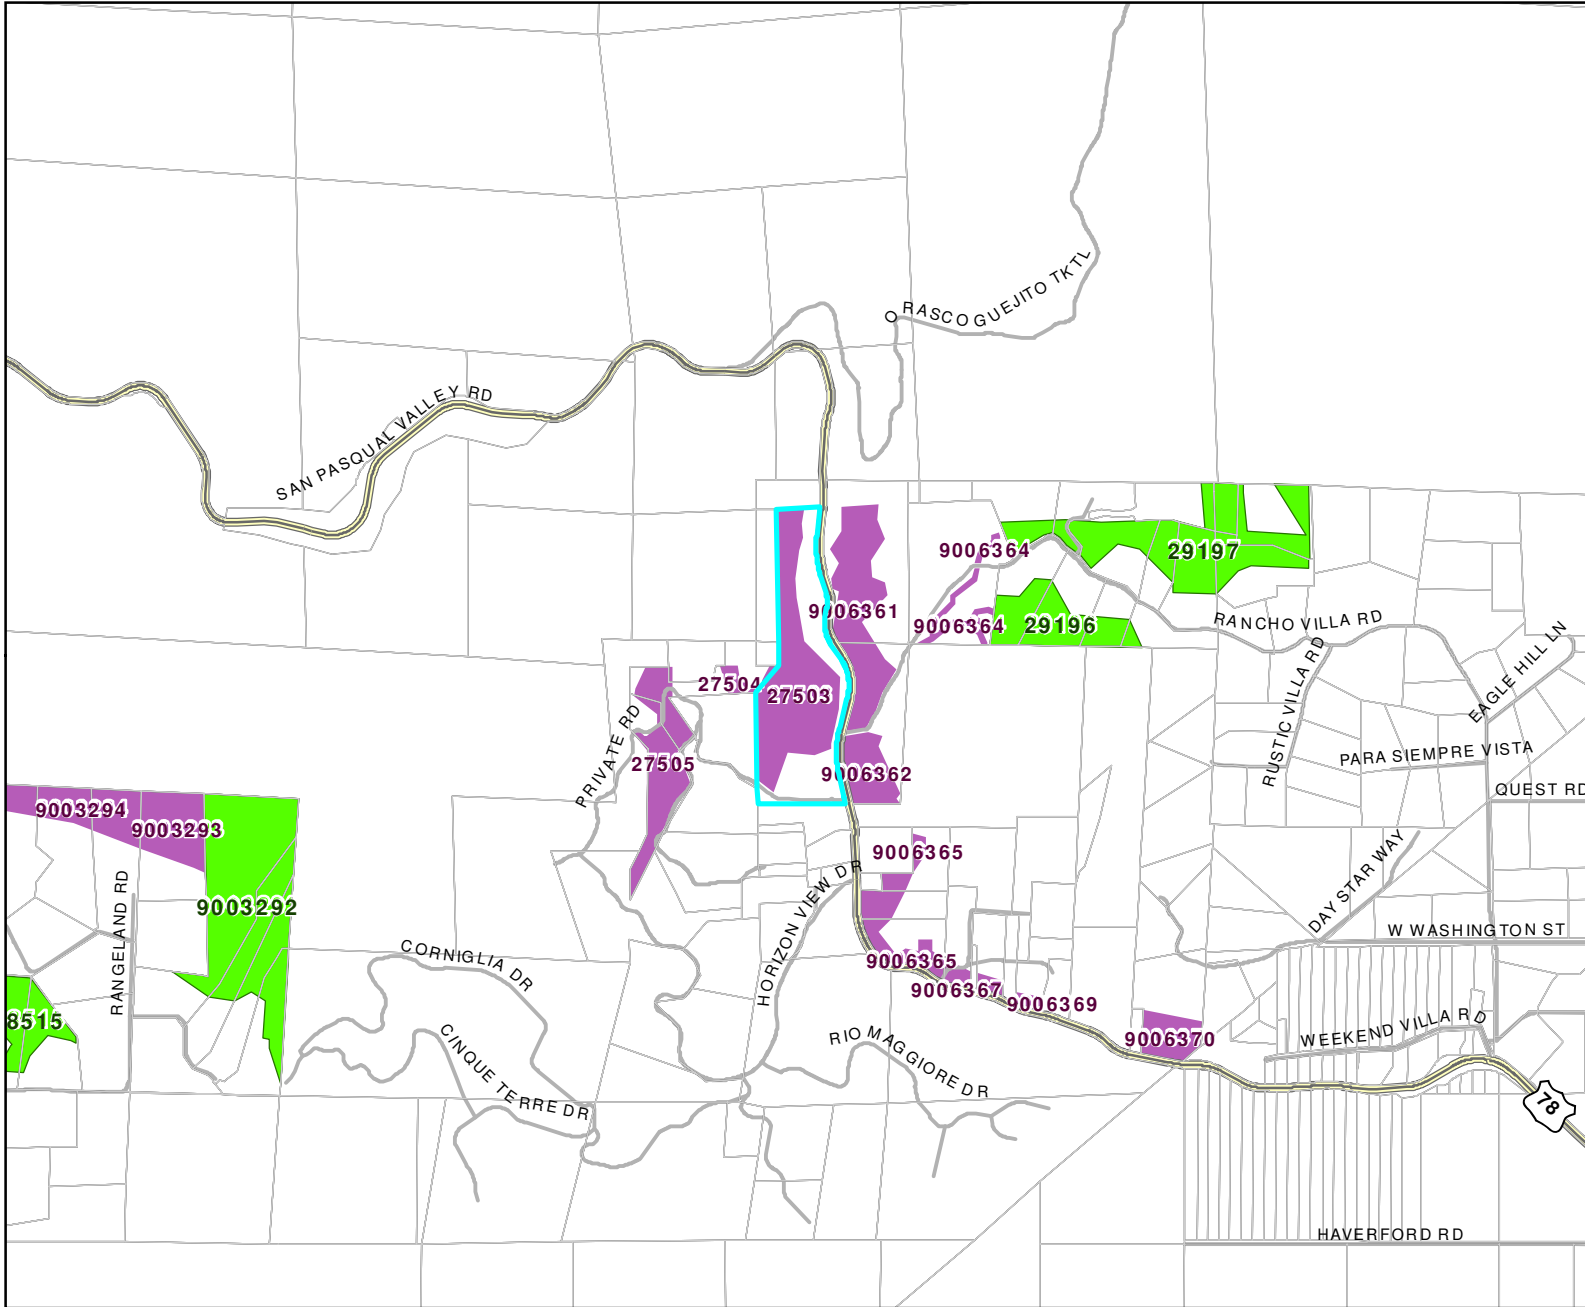 O RASCO GUEJITO TKTL
SAN PASQUAL VALLEY RD
9006364
29197
9006361
9006364
29196
RANCHO VILLA RD
EAGLE HILL LN
27504
27503
RUSTIC VILLA RD
PRIVATE RD
27505
9006362
PARA SIEMPRE VISTA
QUEST RD
9003294
9003293
9006365
DAY STAR WAY
HORIZON VIEW DR
9003292
RANGELAND RD
W WASHINGTON ST
CORNIGLIA DR
9006365
9006367
9006369
8515
9006370
WEEKEND VILLA RD
CINQUE TERRE DR
RIO MAGGIORE DR
78
HAVERFORD RD